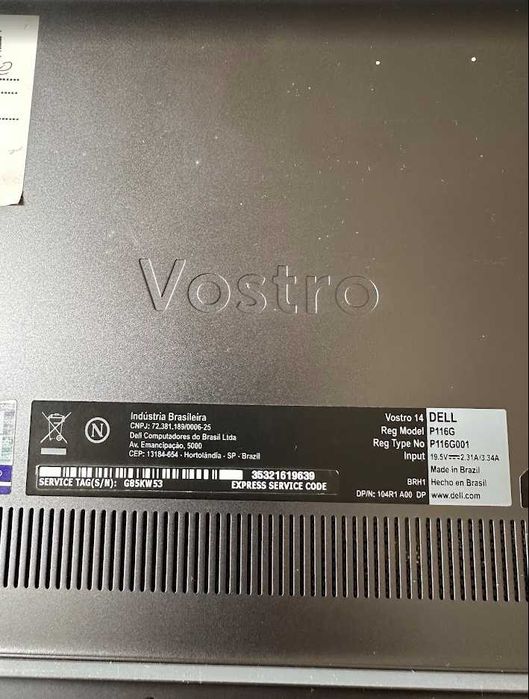 Vostro
Indústria Brasileira
CNPJ: 72.381.189/0006-25
Dell Computadores do Brasil Ltda
Av. Emancipação, 5000
CEP: 13184-654 - Hortolândia - SP - Brazil
N
35321619639
SERVICE TAG(S/N): G85KW53 EXPRESS SERVICE CODE
Vostro 14 DELL
Reg Model P116G
Reg Type No P116G001
Input 19.5V⎓2.31A/3.34A
Made in Brazil
BRH1 Hecho en Brasil
DP/N: 104R1 A00 DP www.dell.com